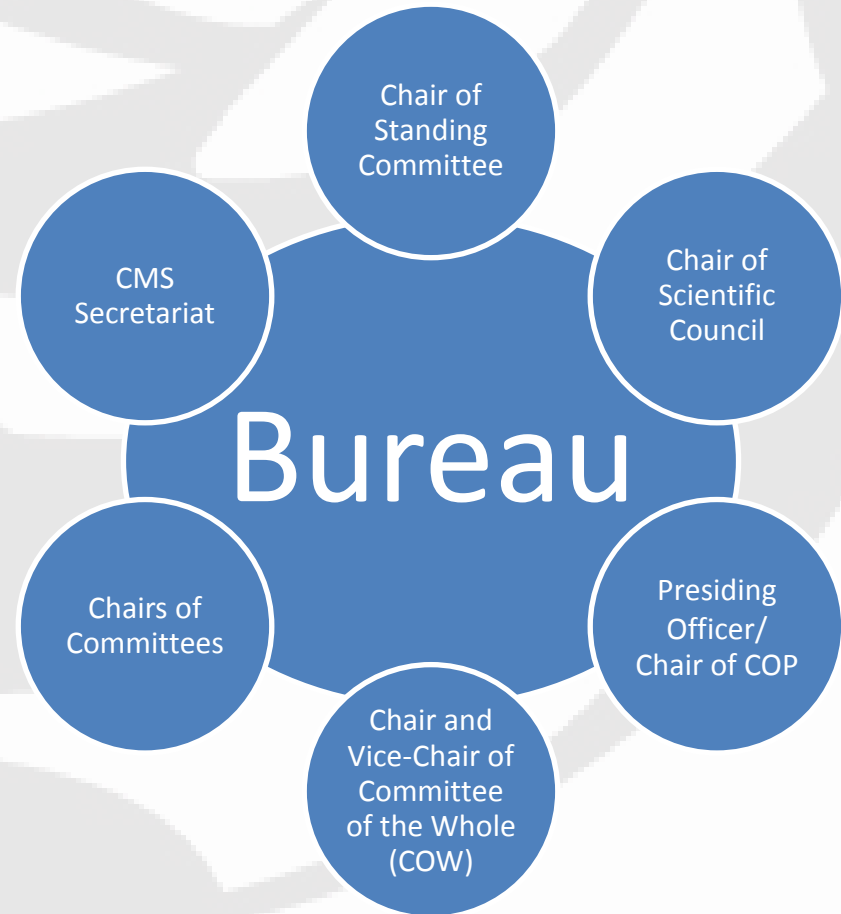 Chair of
Standing
Committee
Chair of
Scientific
Council
Presiding
Officer/
Chair of COP
Chair and
Vice-Chair of
Committee
of the Whole
(COW)
Chairs of
Committees
CMS
Secretariat
Bureau